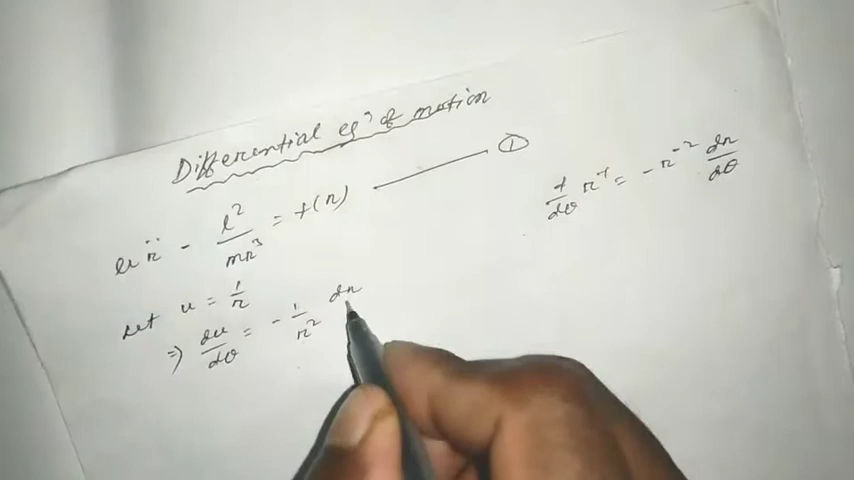 Differential eqⁿ of motion
μr̈ - l²/mr³ = f(r) ——— ①
d/dθ r⁻¹ = - r⁻² dr/dθ
Let u = 1/r
⇒ du/dθ = - 1/r² dr